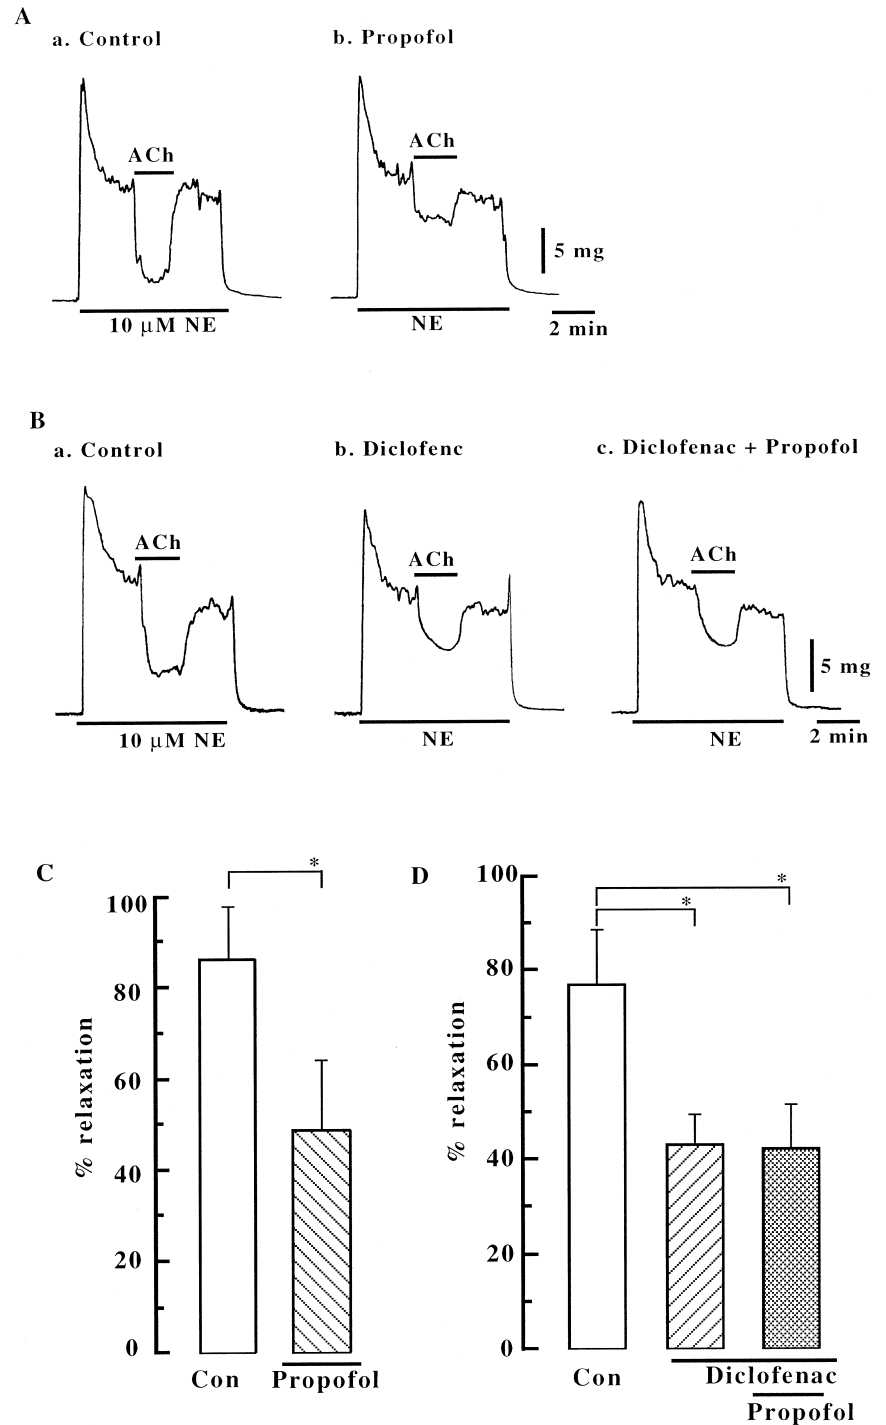 A
a. Control
b. Propofol
ACh
ACh
5 mg
10 µM NE
NE
2 min
B
a. Control
b. Diclofenc
c. Diclofenac + Propofol
ACh
ACh
ACh
5 mg
10 µM NE
NE
NE
2 min
C
*
100
80
60
40
20
0
% relaxation
Con
Propofol
D
*
*
100
80
60
40
20
0
% relaxation
Con
Diclofenac
Propofol